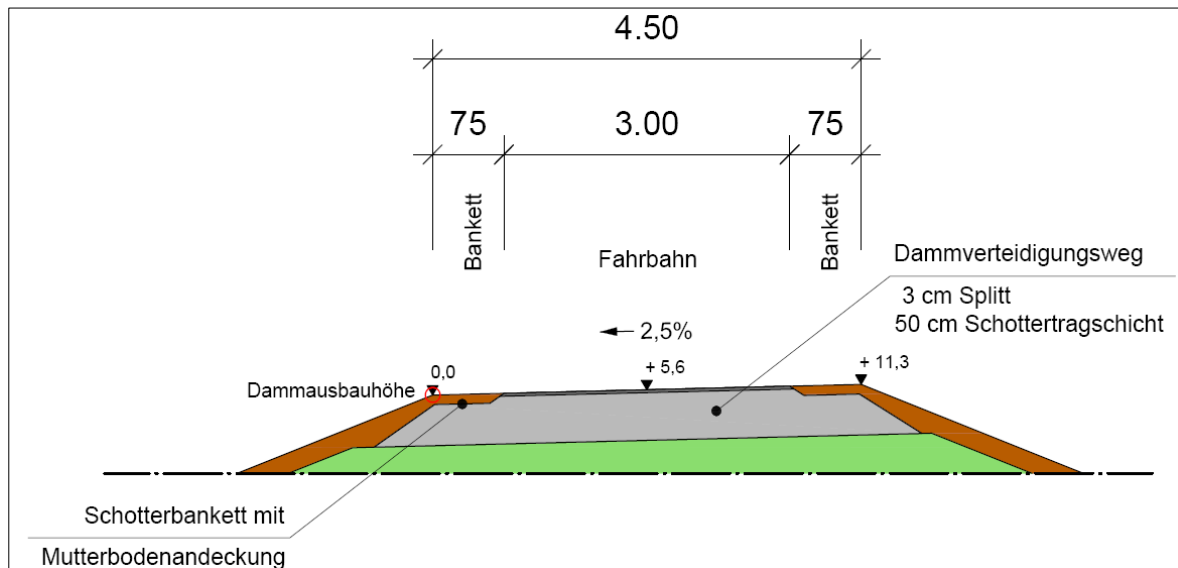 4.50
75
3.00
75
Bankett
Fahrbahn
Bankett
Dammverteidigungsweg
3 cm Splitt
50 cm Schottertragschicht
2,5%
0,0
+ 5,6
+ 11,3
Dammausbauhöhe
Schotterbankett mit
Mutterbodenandeckung